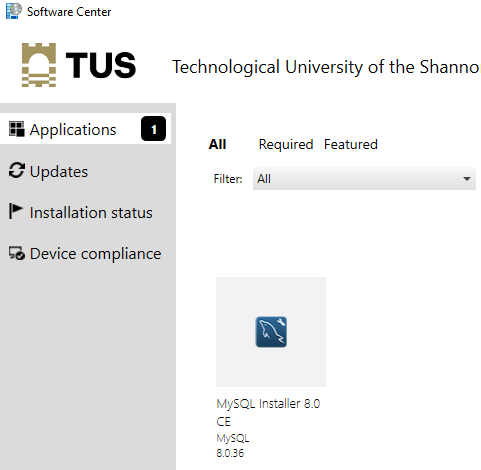 Software Center
TUS
Technological University of the Shanno
Applications
1
Updates
Installation status
Device compliance
All
Required
Featured
Filter:
All
MySQL Installer 8.0
CE
MySQL
8.0.36